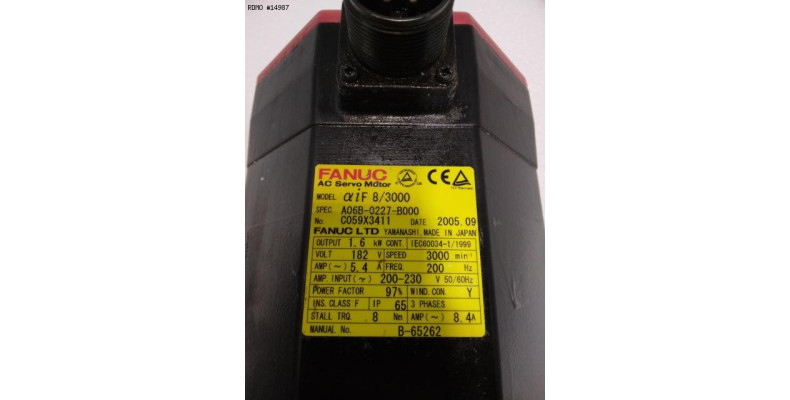 RDMO #14987
FANUC
AC Servo Motor
CE
MODEL αiF 8/3000
SPEC. A06B-0227-B000
No. C059X3411 DATE 2005.09
FANUC LTD YAMANASHI. MADE IN JAPAN
OUTPUT 1.6 kW CONT. IEC60034-1/1999
VOLT 182 V SPEED 3000 min⁻¹
AMP(~) 5.4 A FREQ. 200 Hz
AMP. INPUT(~) 200-230 V 50/60Hz
POWER FACTOR 97% WIND. CON. Y
INS. CLASS F IP 65 3 PHASES
STALL TRQ. 8 Nm AMP(~) 8.4A
MANUAL No. B-65262